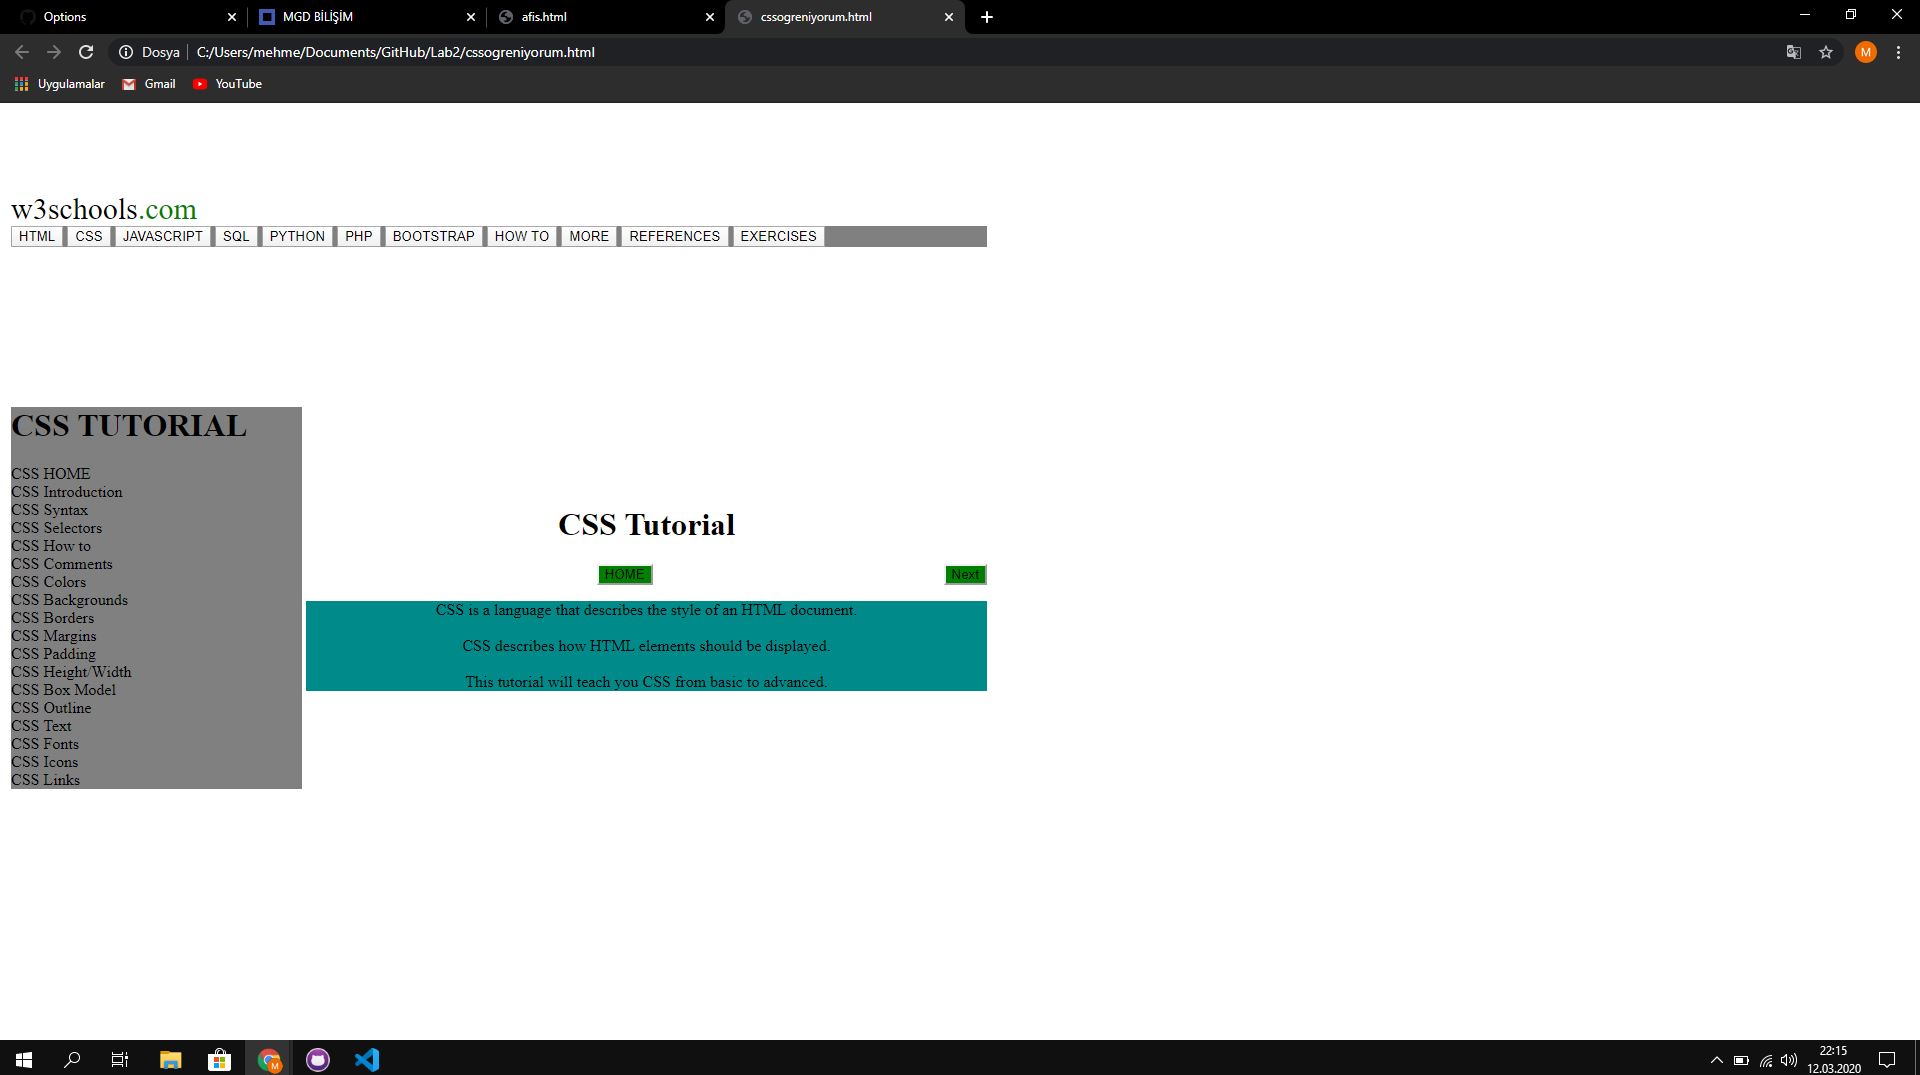 Options
MGD BİLİŞİM
afis.html
cssogreniyorum.html
Dosya C:/Users/mehme/Documents/GitHub/Lab2/cssogreniyorum.html
M
Uygulamalar Gmail YouTube
w3schools.com
HTML CSS JAVASCRIPT SQL PYTHON PHP BOOTSTRAP HOW TO MORE REFERENCES EXERCISES
CSS TUTORIAL
CSS HOME
CSS Introduction
CSS Syntax
CSS Selectors
CSS How to
CSS Comments
CSS Colors
CSS Backgrounds
CSS Borders
CSS Margins
CSS Padding
CSS Height/Width
CSS Box Model
CSS Outline
CSS Text
CSS Fonts
CSS Icons
CSS Links
CSS Tutorial
HOME Next
CSS is a language that describes the style of an HTML document.
CSS describes how HTML elements should be displayed.
This tutorial will teach you CSS from basic to advanced.
M
22:15
12.03.2020